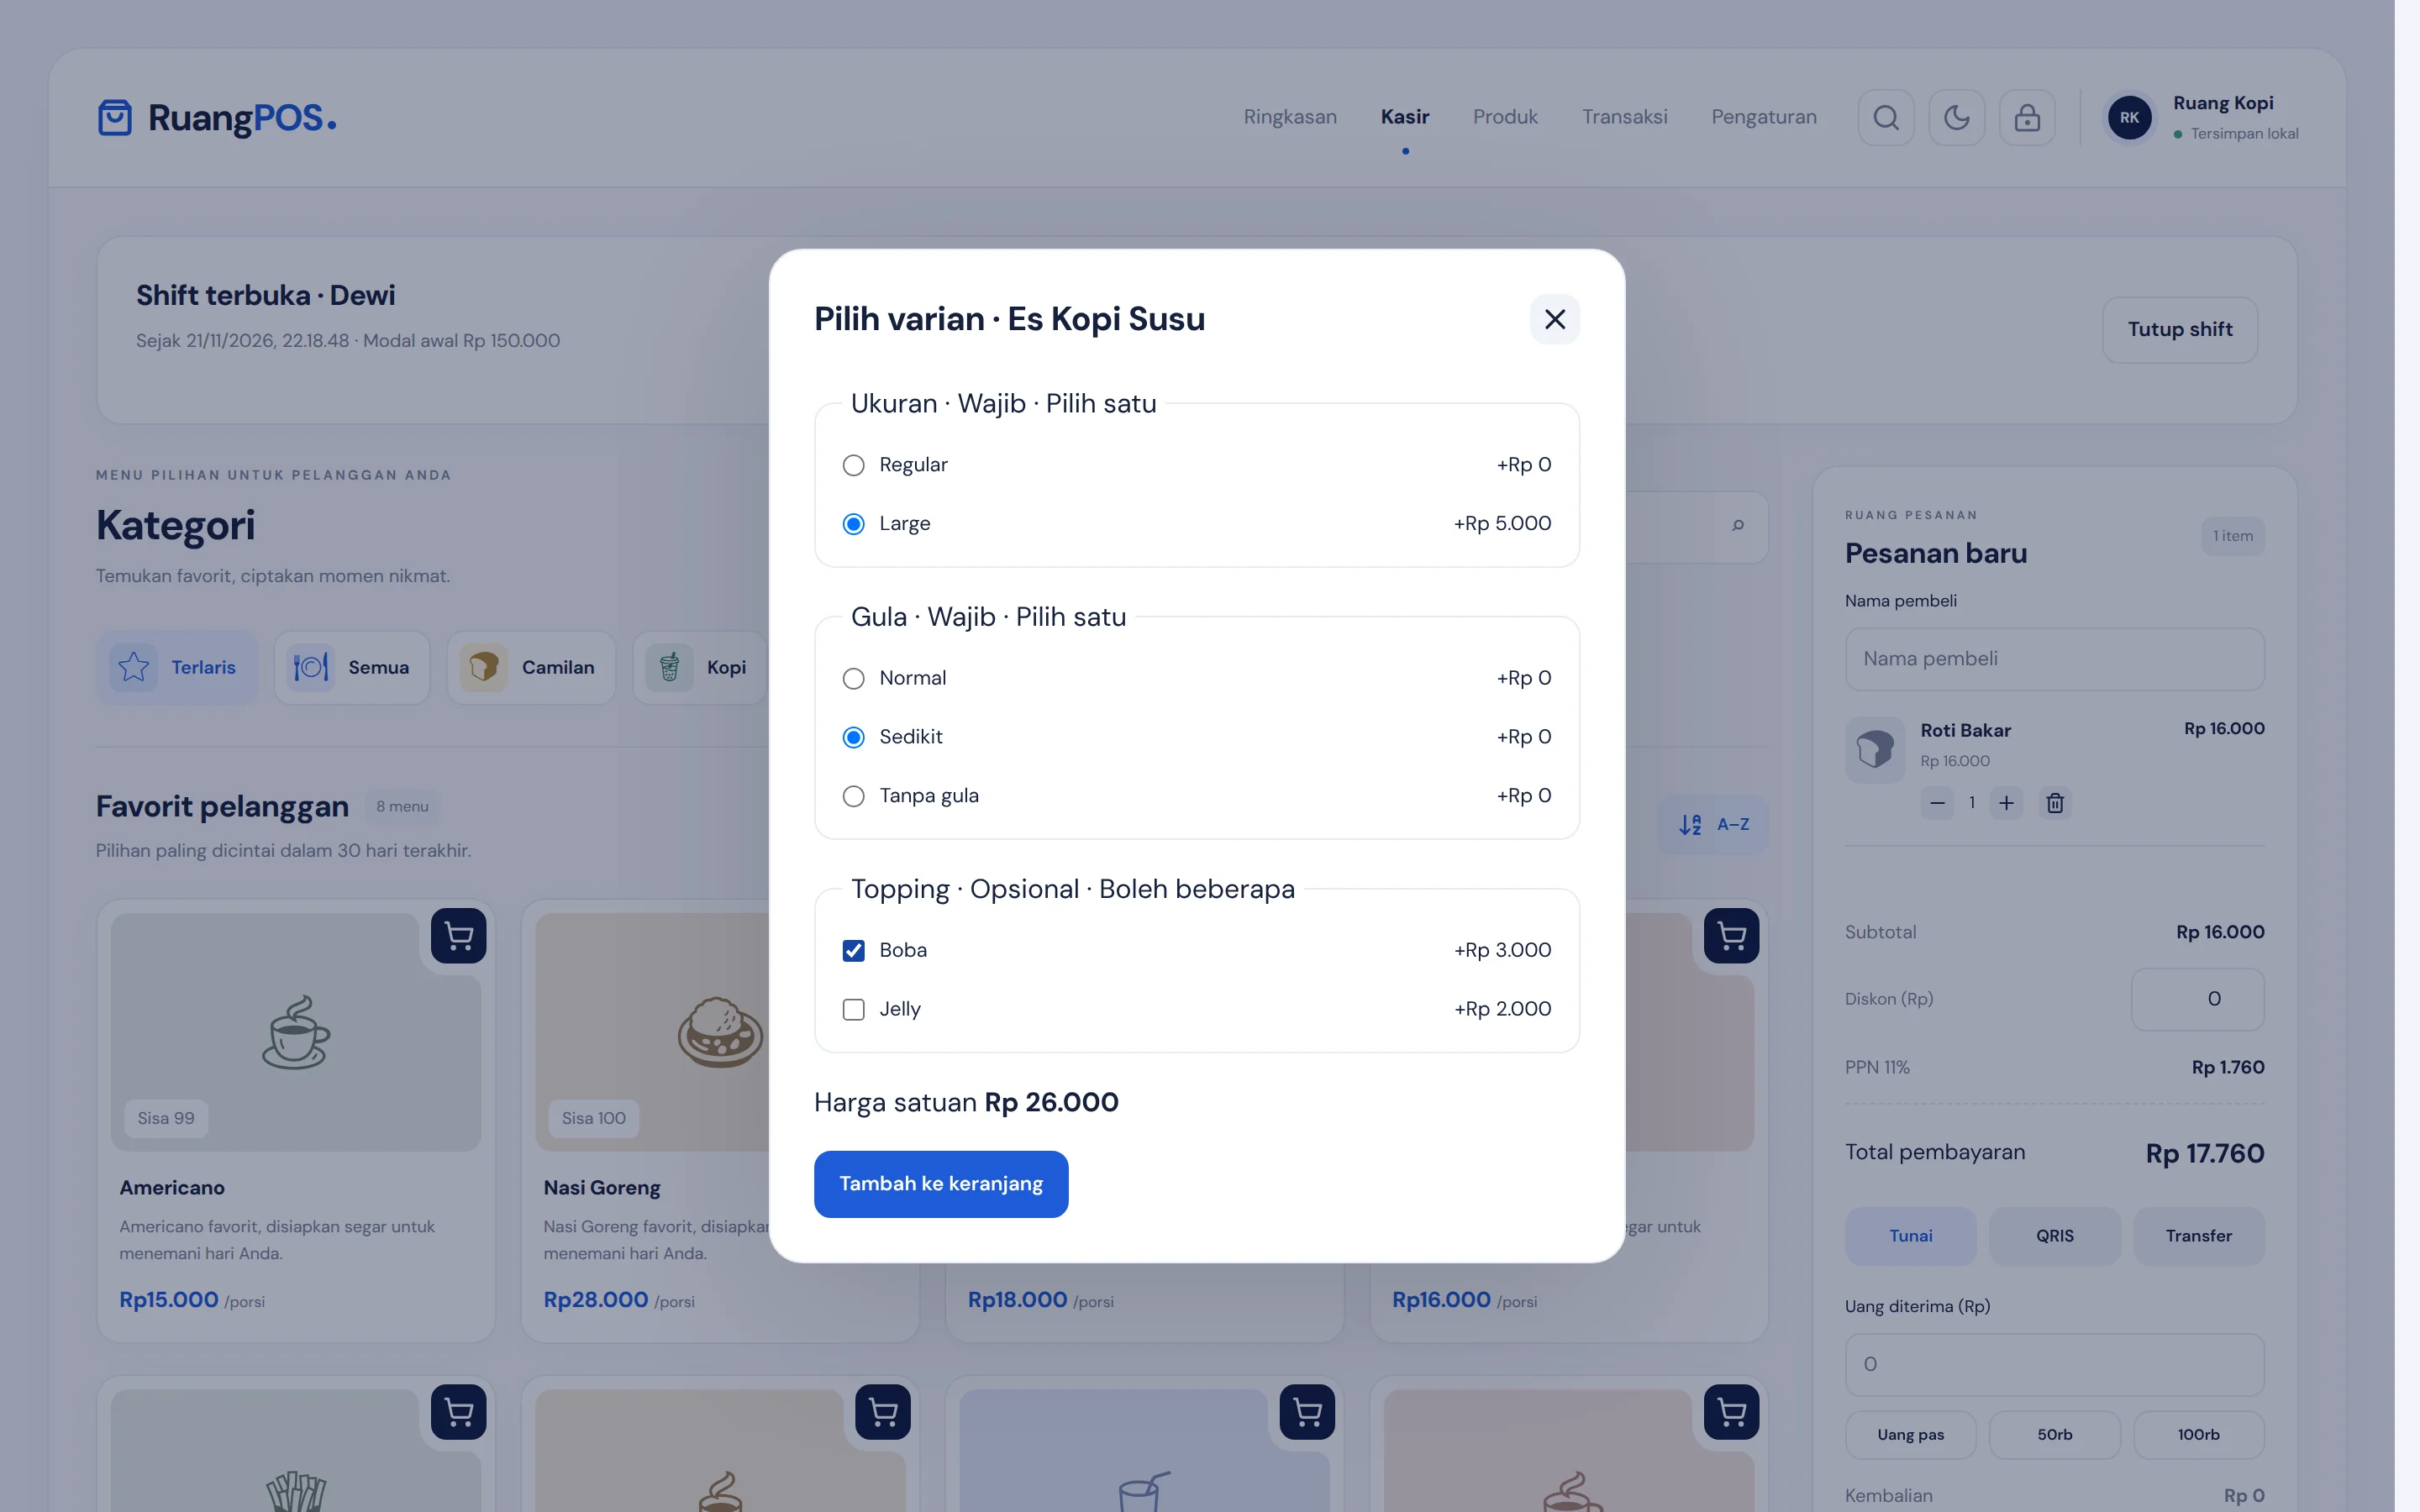 RuangPOS.
Ringkasan
Kasir
Produk
Transaksi
Pengaturan
RK
Ruang Kopi
Tersimpan lokal
Shift terbuka · Dewi
Sejak 21/11/2026, 22.18.48 · Modal awal Rp 150.000
Tutup shift
MENU PILIHAN UNTUK PELANGGAN ANDA
Kategori
Temukan favorit, ciptakan momen nikmat.
Terlaris
Semua
Camilan
Kopi
Favorit pelanggan
8 menu
Pilihan paling dicintai dalam 30 hari terakhir.
A–Z
Sisa 99
Americano
Americano favorit, disiapkan segar untuk
menemani hari Anda.
Rp15.000 /porsi
Sisa 100
Nasi Goreng
Nasi Goreng favorit, disiapkan
menemani hari Anda.
Rp28.000 /porsi
Rp18.000 /porsi
egar untuk
Rp16.000 /porsi
Pilih varian · Es Kopi Susu
Ukuran · Wajib · Pilih satu
Regular +Rp 0
Large +Rp 5.000
Gula · Wajib · Pilih satu
Normal +Rp 0
Sedikit +Rp 0
Tanpa gula +Rp 0
Topping · Opsional · Boleh beberapa
Boba +Rp 3.000
Jelly +Rp 2.000
Harga satuan Rp 26.000
Tambah ke keranjang
RUANG PESANAN
Pesanan baru
1 item
Nama pembeli
Nama pembeli
Roti Bakar Rp 16.000
Rp 16.000
1
Subtotal Rp 16.000
Diskon (Rp) 0
PPN 11% Rp 1.760
Total pembayaran Rp 17.760
Tunai
QRIS
Transfer
Uang diterima (Rp)
0
Uang pas
50rb
100rb
Kembalian Rp 0